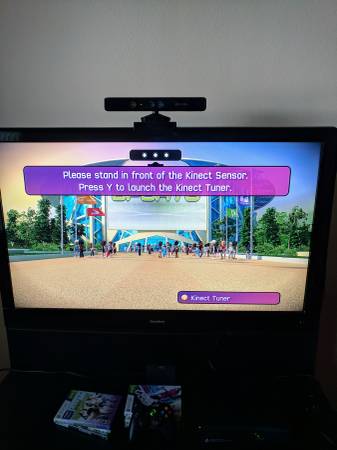 Please stand in front of the Kinect Sensor.
Press Y to launch the Kinect Tuner.
Kinect Tuner